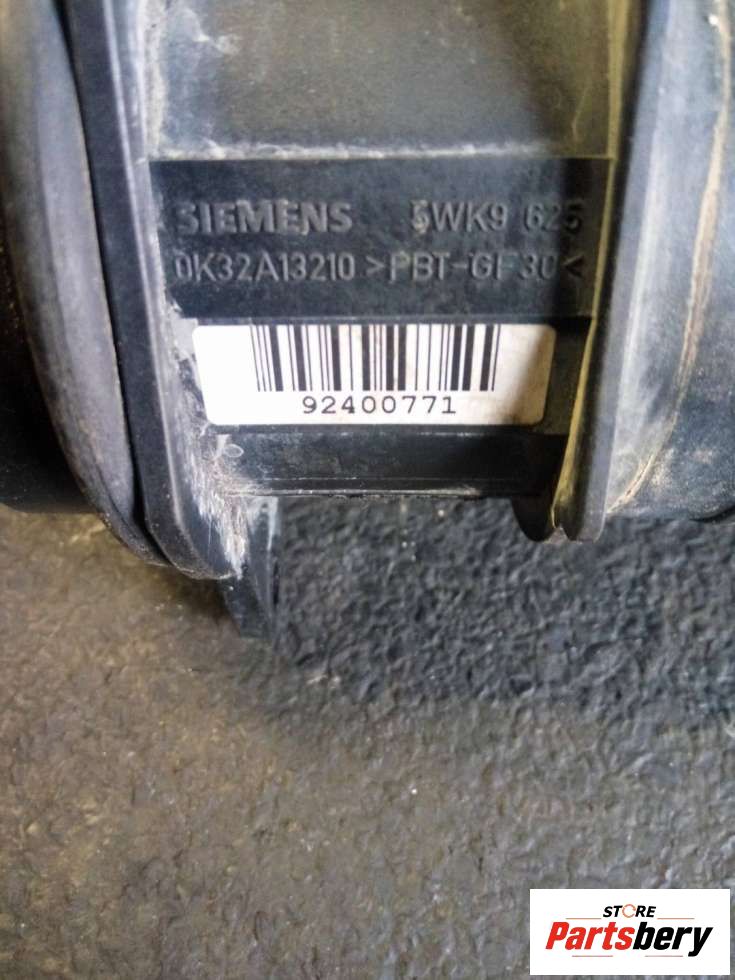 SIEMENS 5WK9 625
0K32A13210 >PBT-GF30<
92400771
STORE
Partsbery